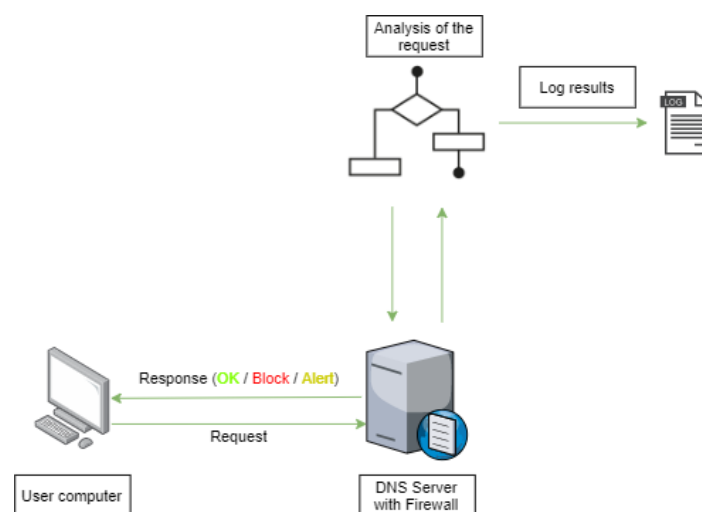 Analysis of the
request
Log results
LOG
Response (OK / Block / Alert)
Request
User computer
DNS Server
with Firewall